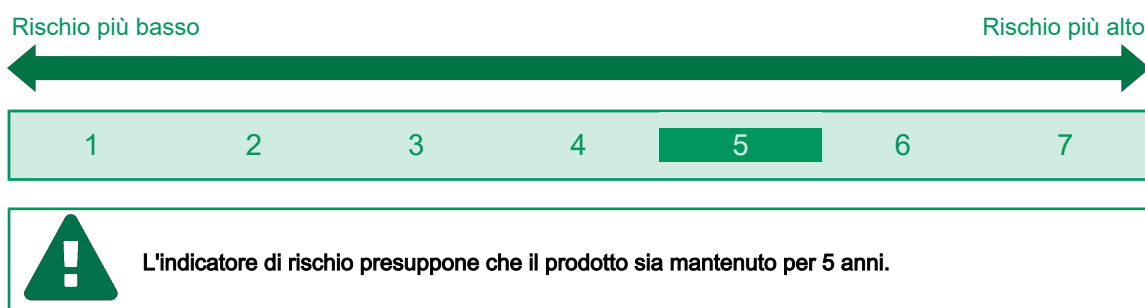 Rischio più basso Rischio più alto
1 2 3 4 5 6 7
L'indicatore di rischio presuppone che il prodotto sia mantenuto per 5 anni.